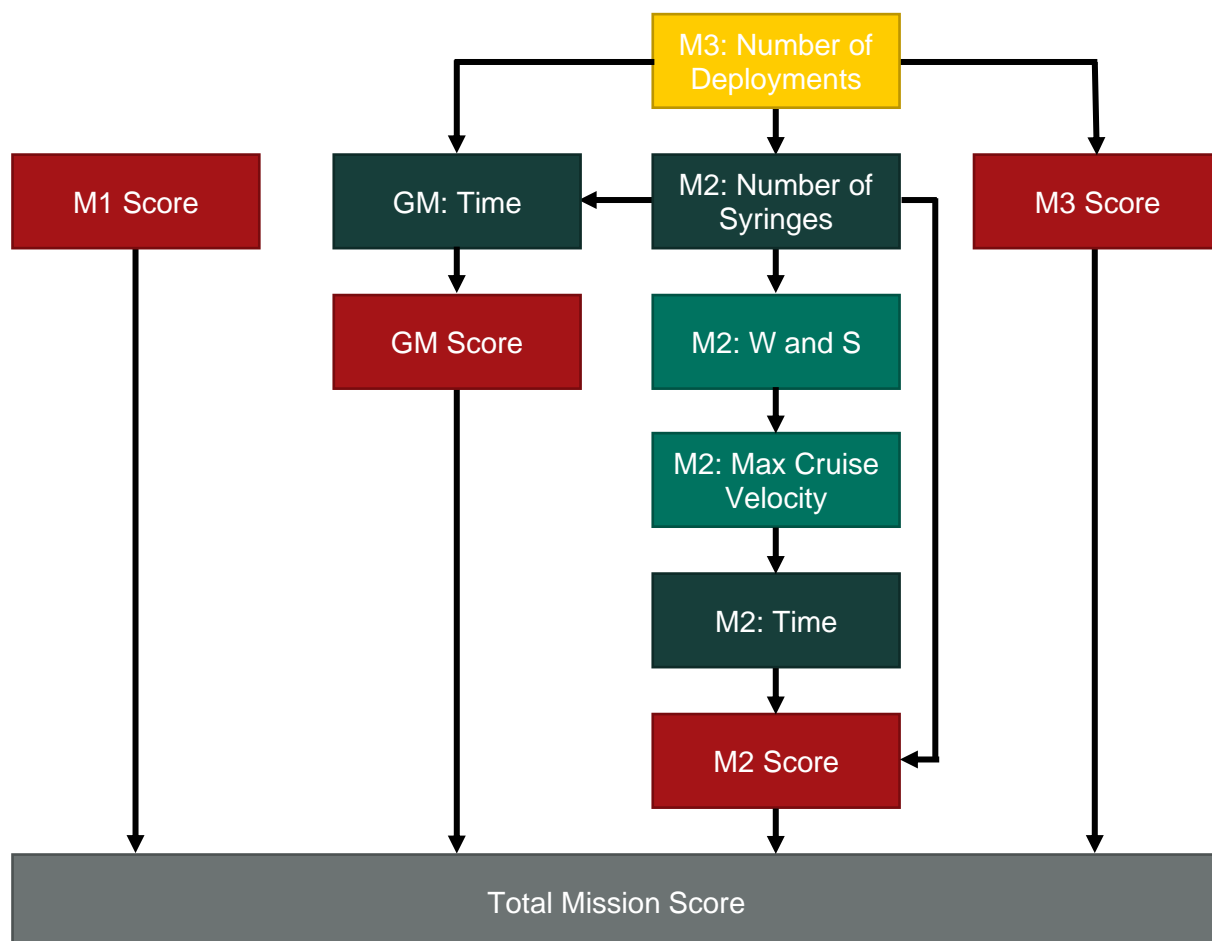 M3: Number of
Deployments
M1 Score
GM: Time
M2: Number of
Syringes
M3 Score
GM Score
M2: W and S
M2: Max Cruise
Velocity
M2: Time
M2 Score
Total Mission Score